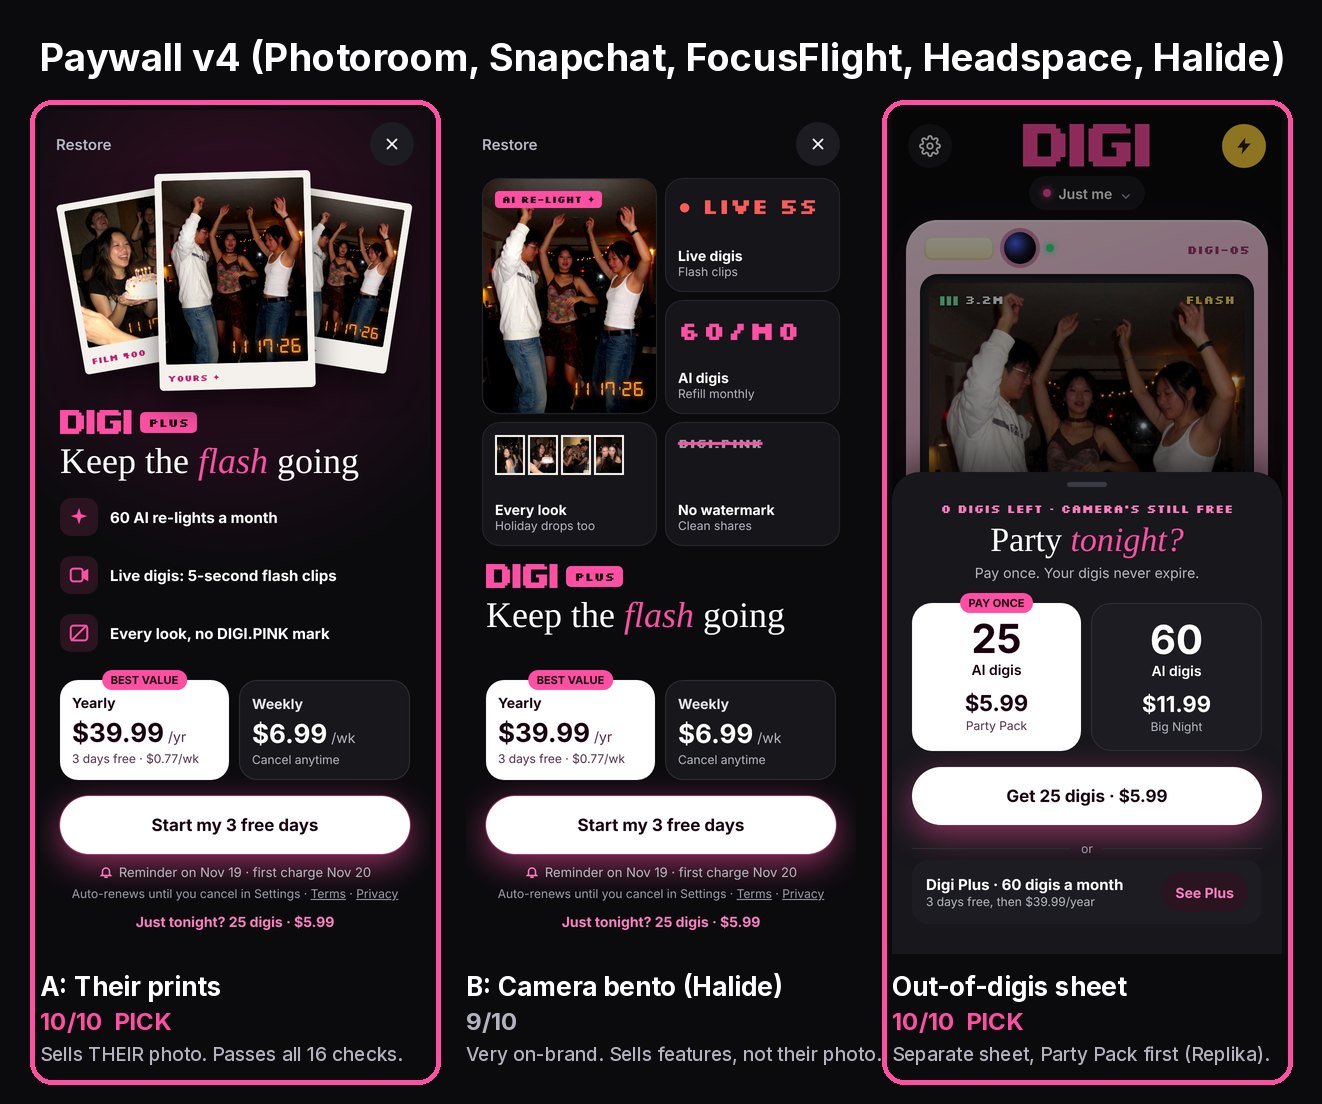 Paywall v4 (Photoroom, Snapchat, FocusFlight, Headspace, Halide)
Restore
FILM 400
11 17:26
YOURS +
11 17:26
DIGI PLUS
Keep the flash going
60 AI re-lights a month
Live digis: 5-second flash clips
Every look, no DIGI.PINK mark
BEST VALUE
Yearly
$39.99 /yr
3 days free · $0.77/wk
Weekly
$6.99 /wk
Cancel anytime
Start my 3 free days
Reminder on Nov 19 · first charge Nov 20
Auto-renews until you cancel in Settings · Terms · Privacy
Just tonight? 25 digis · $5.99
A: Their prints
10/10 PICK
Sells THEIR photo. Passes all 16 checks.
Restore
AI RE-LIGHT +
11 17:26
LIVE 5S
Live digis
Flash clips
60/MO
AI digis
Refill monthly
Every look
Holiday drops too
DIGI.PINK
No watermark
Clean shares
DIGI PLUS
Keep the flash going
BEST VALUE
Yearly
$39.99 /yr
3 days free · $0.77/wk
Weekly
$6.99 /wk
Cancel anytime
Start my 3 free days
Reminder on Nov 19 · first charge Nov 20
Auto-renews until you cancel in Settings · Terms · Privacy
Just tonight? 25 digis · $5.99
B: Camera bento (Halide)
9/10
Very on-brand. Sells features, not their photo.
DIGI
Just me
DIGI-05
3.2M
FLASH
0 DIGIS LEFT - CAMERA'S STILL FREE
Party tonight?
Pay once. Your digis never expire.
PAY ONCE
25
AI digis
$5.99
Party Pack
60
AI digis
$11.99
Big Night
Get 25 digis · $5.99
or
Digi Plus · 60 digis a month
3 days free, then $39.99/year
See Plus
Out-of-digis sheet
10/10 PICK
Separate sheet, Party Pack first (Replika).